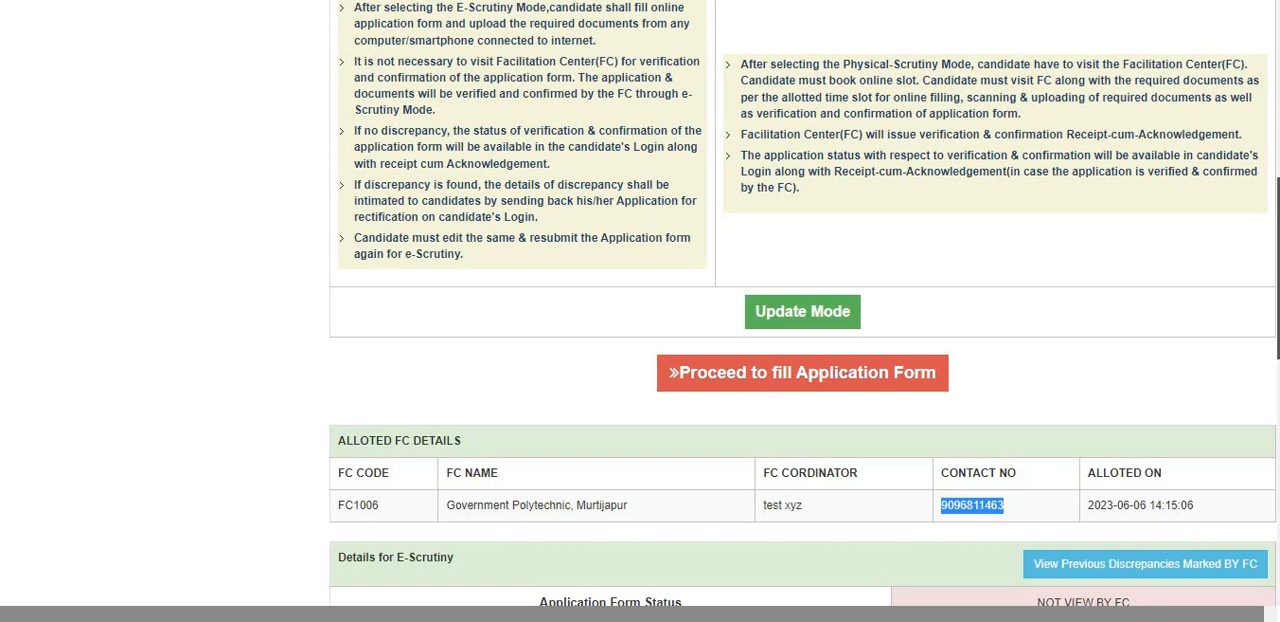 After selecting the E-Scrutiny Mode,candidate shall fill online
application form and upload the required documents from any
computer/smartphone connected to internet.
It is not necessary to visit Facilitation Center(FC) for verification
and confirmation of the application form. The application &
documents will be verified and confirmed by the FC through e-
Scrutiny Mode.
If no discrepancy, the status of verification & confirmation of the
application form will be available in the candidate's Login along
with receipt cum Acknowledgement.
If discrepancy is found, the details of discrepancy shall be
intimated to candidates by sending back his/her Application for
rectification on candidate's Login.
Candidate must edit the same & resubmit the Application form
again for e-Scrutiny.
After selecting the Physical-Scrutiny Mode, candidate have to visit the Facilitation Center(FC).
Candidate must book online slot. Candidate must visit FC along with the required documents as
per the allotted time slot for online filling, scanning & uploading of required documents as well
as verification and confirmation of application form.
Facilitation Center(FC) will issue verification & confirmation Receipt-cum-Acknowledgement.
The application status with respect to verification & confirmation will be available in candidate's
Login along with Receipt-cum-Acknowledgement(in case the application is verified & confirmed
by the FC).
Update Mode
»Proceed to fill Application Form
ALLOTED FC DETAILS
FC CODE FC NAME FC CORDINATOR CONTACT NO ALLOTED ON
FC1006 Government Polytechnic, Murtijapur test xyz 9096811463 2023-06-06 14:15:06
Details for E-Scrutiny View Previous Discrepancies Marked BY FC
Application Form Status NOT VIEW BY FC